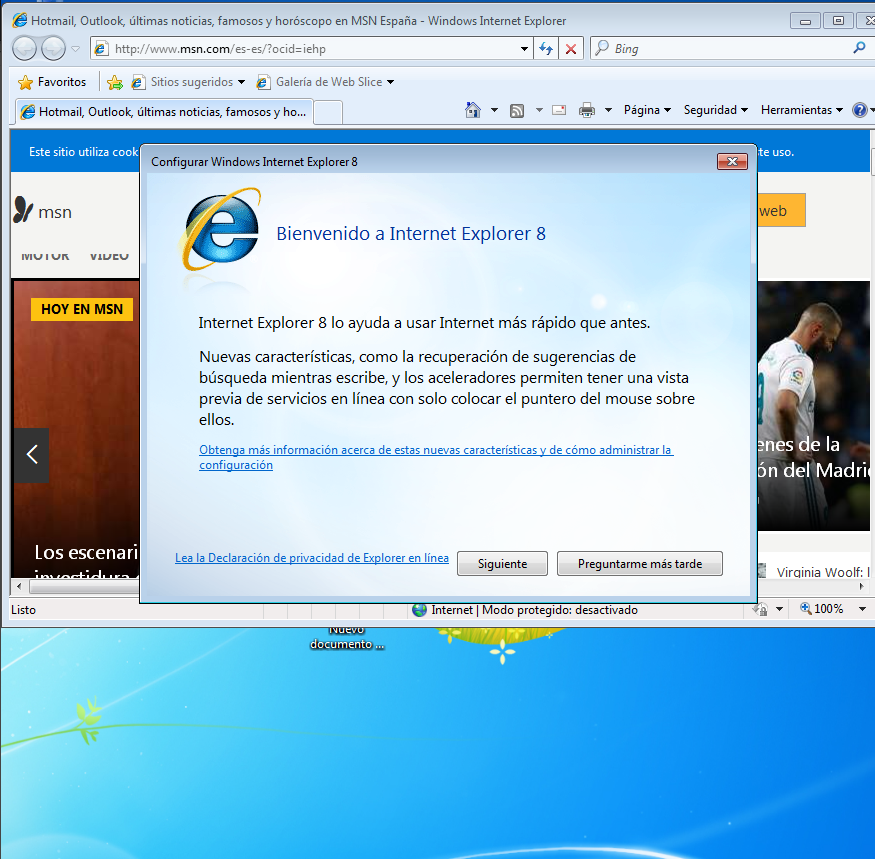 Hotmail, Outlook, últimas noticias, famosos y horóscopo en MSN España - Windows Internet Explorer
http://www.msn.com/es-es/?ocid=iehp
Bing
Favoritos
Sitios sugeridos
Galería de Web Slice
Hotmail, Outlook, últimas noticias, famosos y ho...
Página
Seguridad
Herramientas
Este sitio utiliza cook
te uso.
Configurar Windows Internet Explorer 8
msn
web
Bienvenido a Internet Explorer 8
MOTOR
VÍDEO
HOY EN MSN
Internet Explorer 8 lo ayuda a usar Internet más rápido que antes.
Nuevas características, como la recuperación de sugerencias de
búsqueda mientras escribe, y los aceleradores permiten tener una vista
previa de servicios en línea con solo colocar el puntero del mouse sobre
ellos.
Obtenga más información acerca de estas nuevas características y de cómo administrar la
configuración
enes de la
ón del Madri
Los escenari
investidura
Lea la Declaración de privacidad de Explorer en línea
Siguiente
Preguntarme más tarde
Virginia Woolf: l
Listo
Internet | Modo protegido: desactivado
100%
Nuevo
documento ...